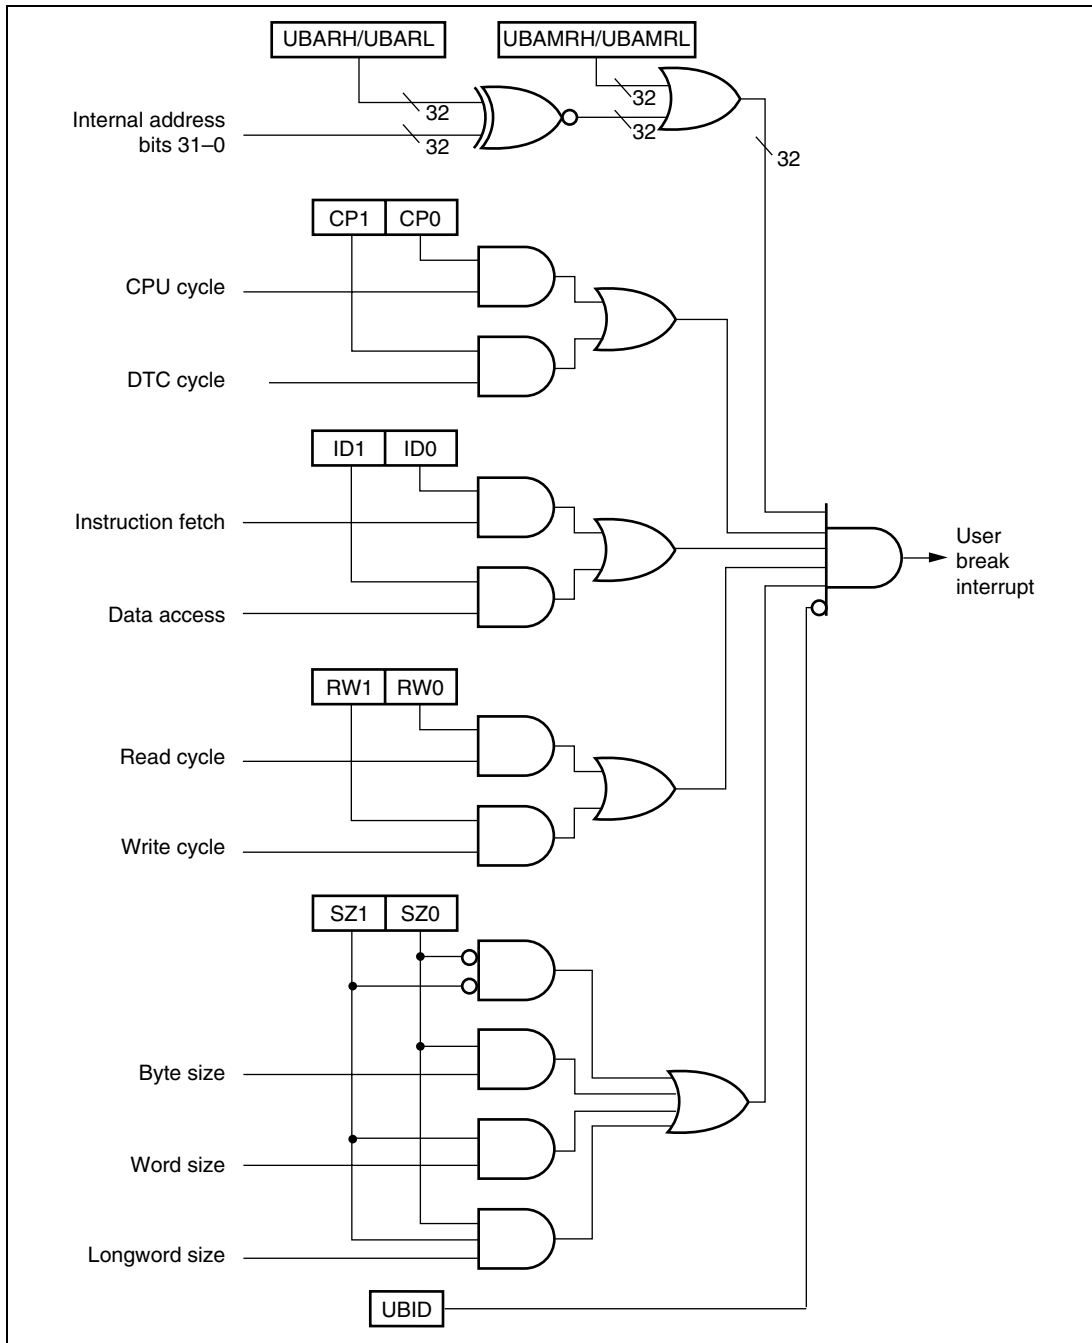 UBARH/UBARL
UBAMRH/UBAMRL
32
32
32
32
32
Internal address
bits 31–0
CP1
CP0
CPU cycle
DTC cycle
ID1
ID0
Instruction fetch
Data access
User
break
interrupt
RW1
RW0
Read cycle
Write cycle
SZ1
SZ0
Byte size
Word size
Longword size
UBID